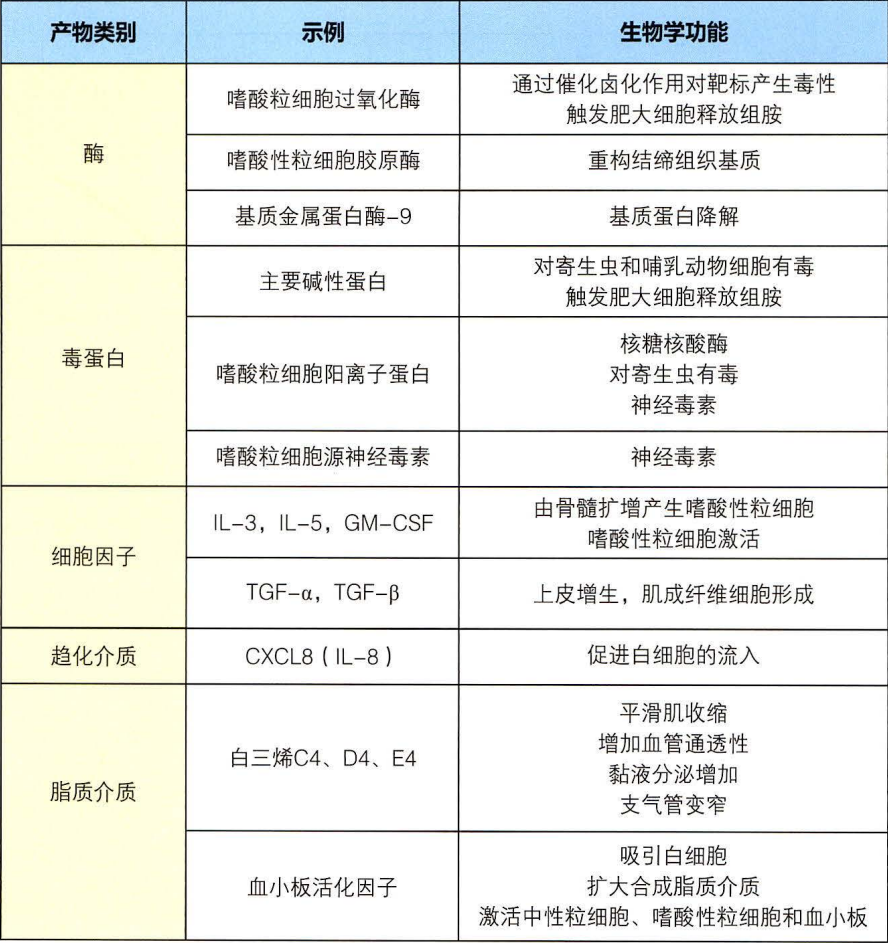 产物类别 示例 生物学功能
酶
嗜酸粒细胞过氧化酶
通过催化卤化作用对靶标产生毒性
触发肥大细胞释放组胺
嗜酸性粒细胞胶原酶
重构结缔组织基质
基质金属蛋白酶-9
基质蛋白降解
毒蛋白
主要碱性蛋白
对寄生虫和哺乳动物细胞有毒
触发肥大细胞释放组胺
嗜酸粒细胞阳离子蛋白
核糖核酸酶
对寄生虫有毒
神经毒素
嗜酸粒细胞源神经毒素
神经毒素
细胞因子
IL-3，IL-5，GM-CSF
由骨髓扩增产生嗜酸性粒细胞
嗜酸性粒细胞激活
TGF-α，TGF-β
上皮增生，肌成纤维细胞形成
趋化介质
CXCL8（IL-8）
促进白细胞的流入
脂质介质
白三烯C4、D4、E4
平滑肌收缩
增加血管通透性
黏液分泌增加
支气管变窄
血小板活化因子
吸引白细胞
扩大合成脂质介质
激活中性粒细胞、嗜酸性粒细胞和血小板